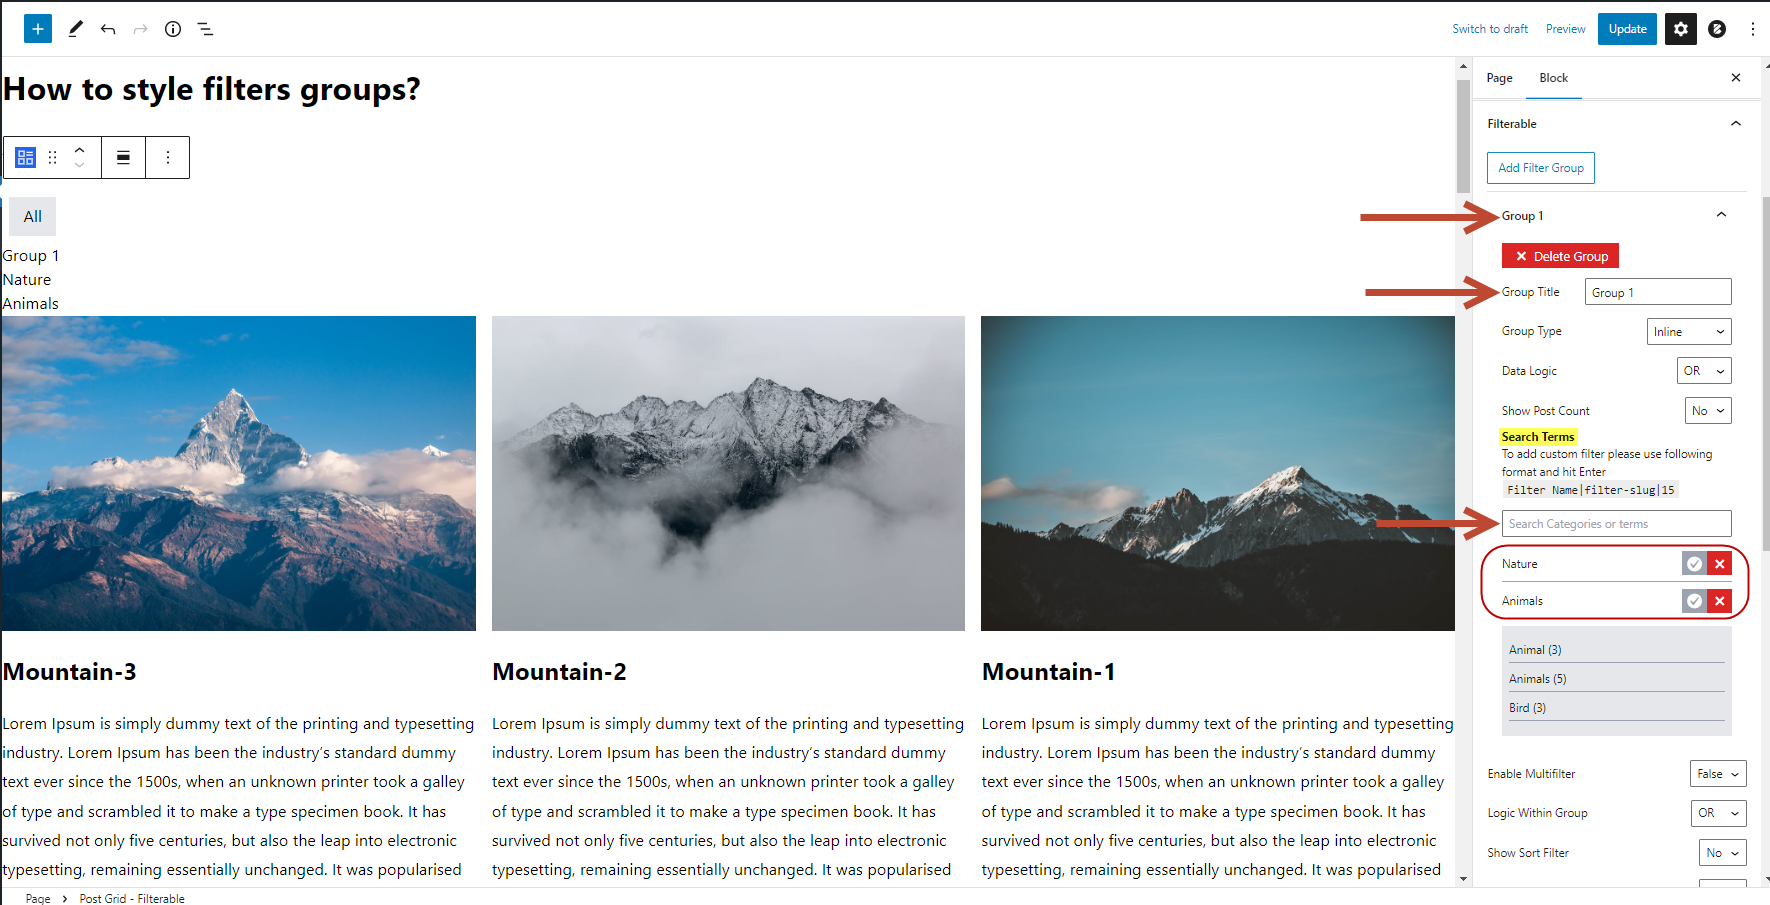 Switch to draft
Preview
Update
How to style filters groups?
All
Group 1
Nature
Animals
Mountain-3
Lorem Ipsum is simply dummy text of the printing and typesetting
industry. Lorem Ipsum has been the industry's standard dummy
text ever since the 1500s, when an unknown printer took a galley
of type and scrambled it to make a type specimen book. It has
survived not only five centuries, but also the leap into electronic
typesetting, remaining essentially unchanged. It was popularised
Mountain-2
Lorem Ipsum is simply dummy text of the printing and typesetting
industry. Lorem Ipsum has been the industry's standard dummy
text ever since the 1500s, when an unknown printer took a galley
of type and scrambled it to make a type specimen book. It has
survived not only five centuries, but also the leap into electronic
typesetting, remaining essentially unchanged. It was popularised
Mountain-1
Lorem Ipsum is simply dummy text of the printing and typesetting
industry. Lorem Ipsum has been the industry's standard dummy
text ever since the 1500s, when an unknown printer took a galley
of type and scrambled it to make a type specimen book. It has
survived not only five centuries, but also the leap into electronic
typesetting, remaining essentially unchanged. It was popularised
Page
Block
Filterable
Add Filter Group
Group 1
Delete Group
Group Title
Group 1
Group Type
Inline
Data Logic
OR
Show Post Count
No
Search Terms
To add custom filter please use following
format and hit Enter
Filter Name|filter-slug|15
Search Categories or terms
Nature
Animals
Animal (3)
Animals (5)
Bird (3)
Enable Multifilter
False
Logic Within Group
OR
Show Sort Filter
No
Page
Post Grid - Filterable